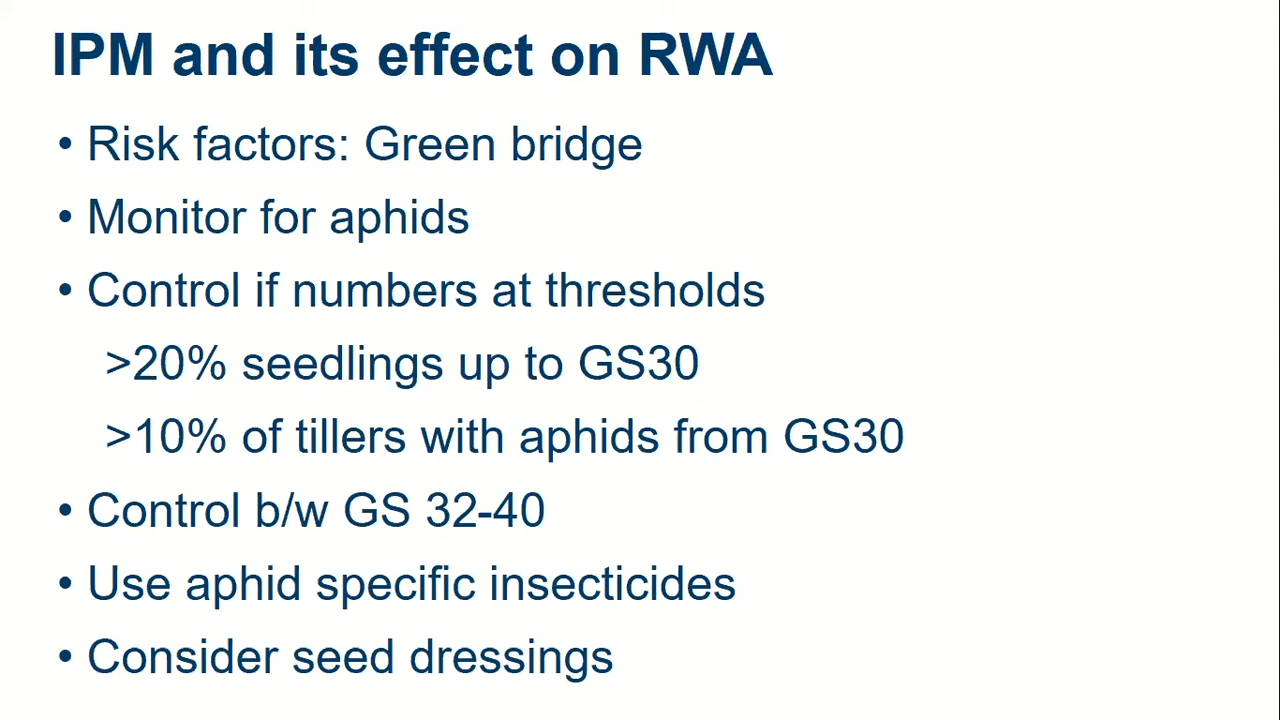 IPM and its effect on RWA
• Risk factors: Green bridge
• Monitor for aphids
• Control if numbers at thresholds
>20% seedlings up to GS30
>10% of tillers with aphids from GS30
• Control b/w GS 32-40
• Use aphid specific insecticides
• Consider seed dressings